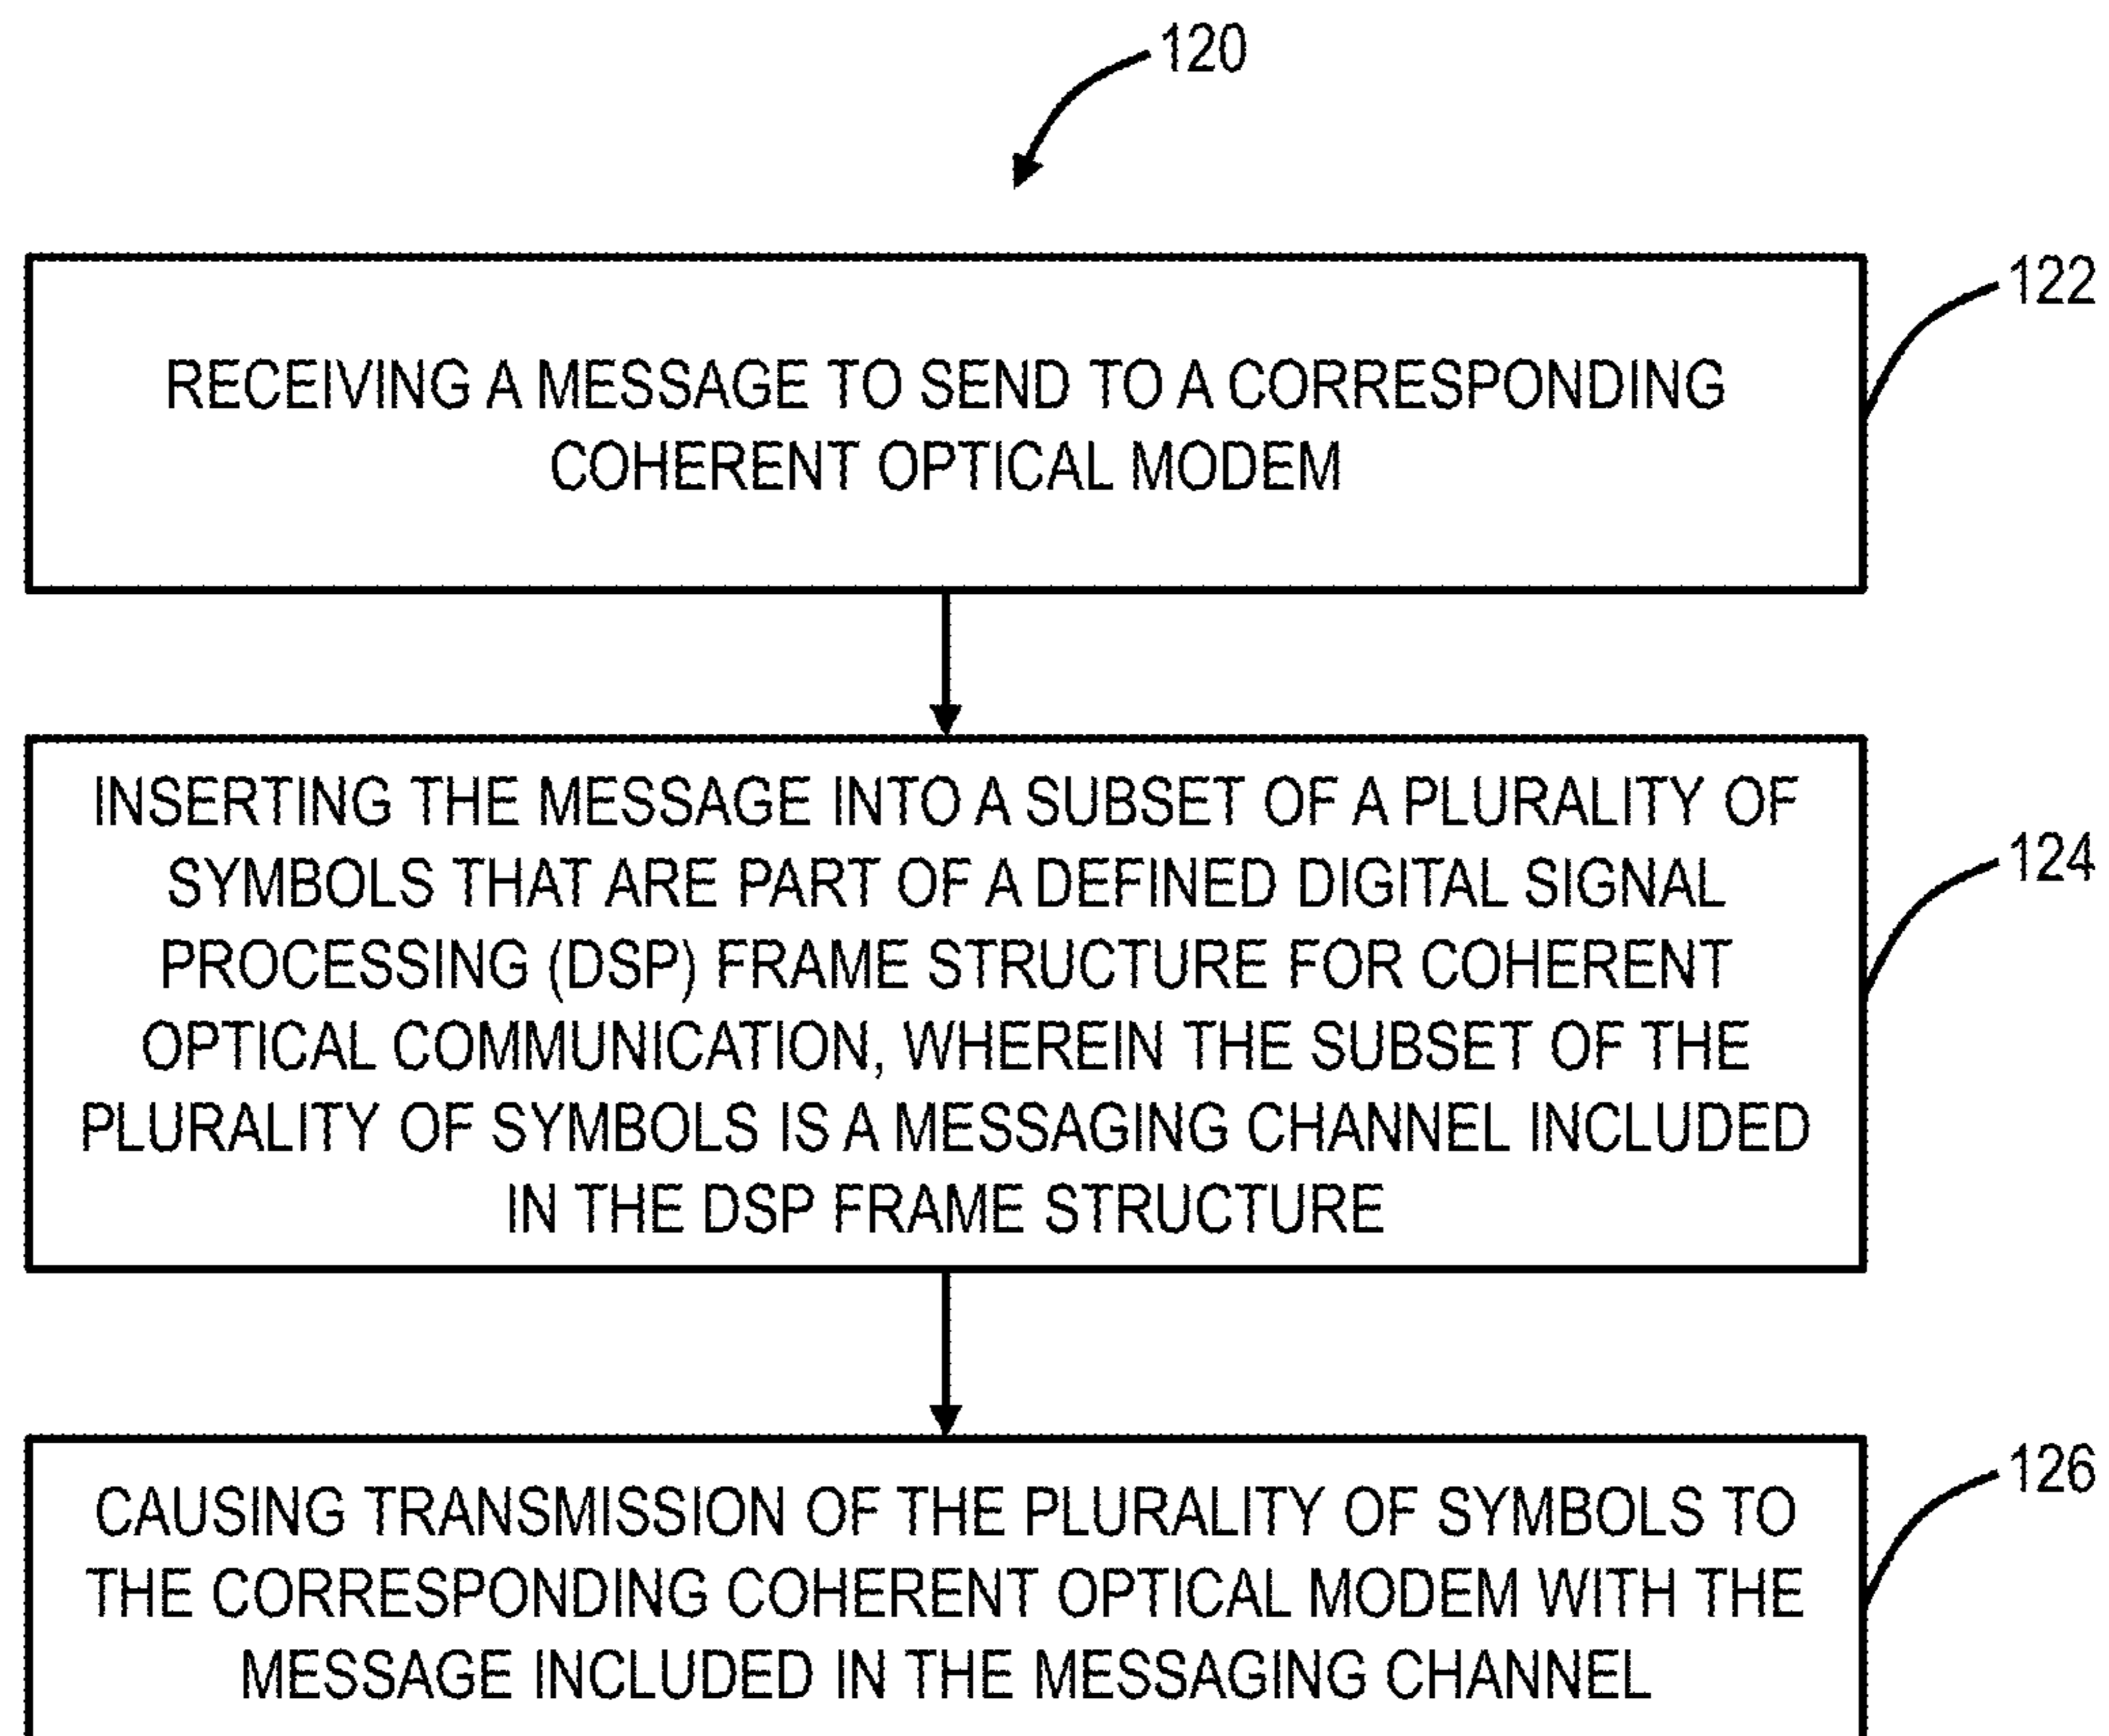 120
122
RECEIVING A MESSAGE TO SEND TO A CORRESPONDING
COHERENT OPTICAL MODEM
INSERTING THE MESSAGE INTO A SUBSET OF A PLURALITY OF
SYMBOLS THAT ARE PART OF A DEFINED DIGITAL SIGNAL
124
PROCESSING (DSP) FRAME STRUCTURE FOR COHERENT
OPTICAL COMMUNICATION, WHEREIN THE SUBSET OF THE
PLURALITY OF SYMBOLS IS A MESSAGING CHANNEL INCLUDED
IN THE DSP FRAME STRUCTURE
126
CAUSING TRANSMISSION OF THE PLURALITY OF SYMBOLS TO
THE CORRESPONDING COHERENT OPTICAL MODEM WITH THE
MESSAGE INCLUDED IN THE MESSAGING CHANNEL